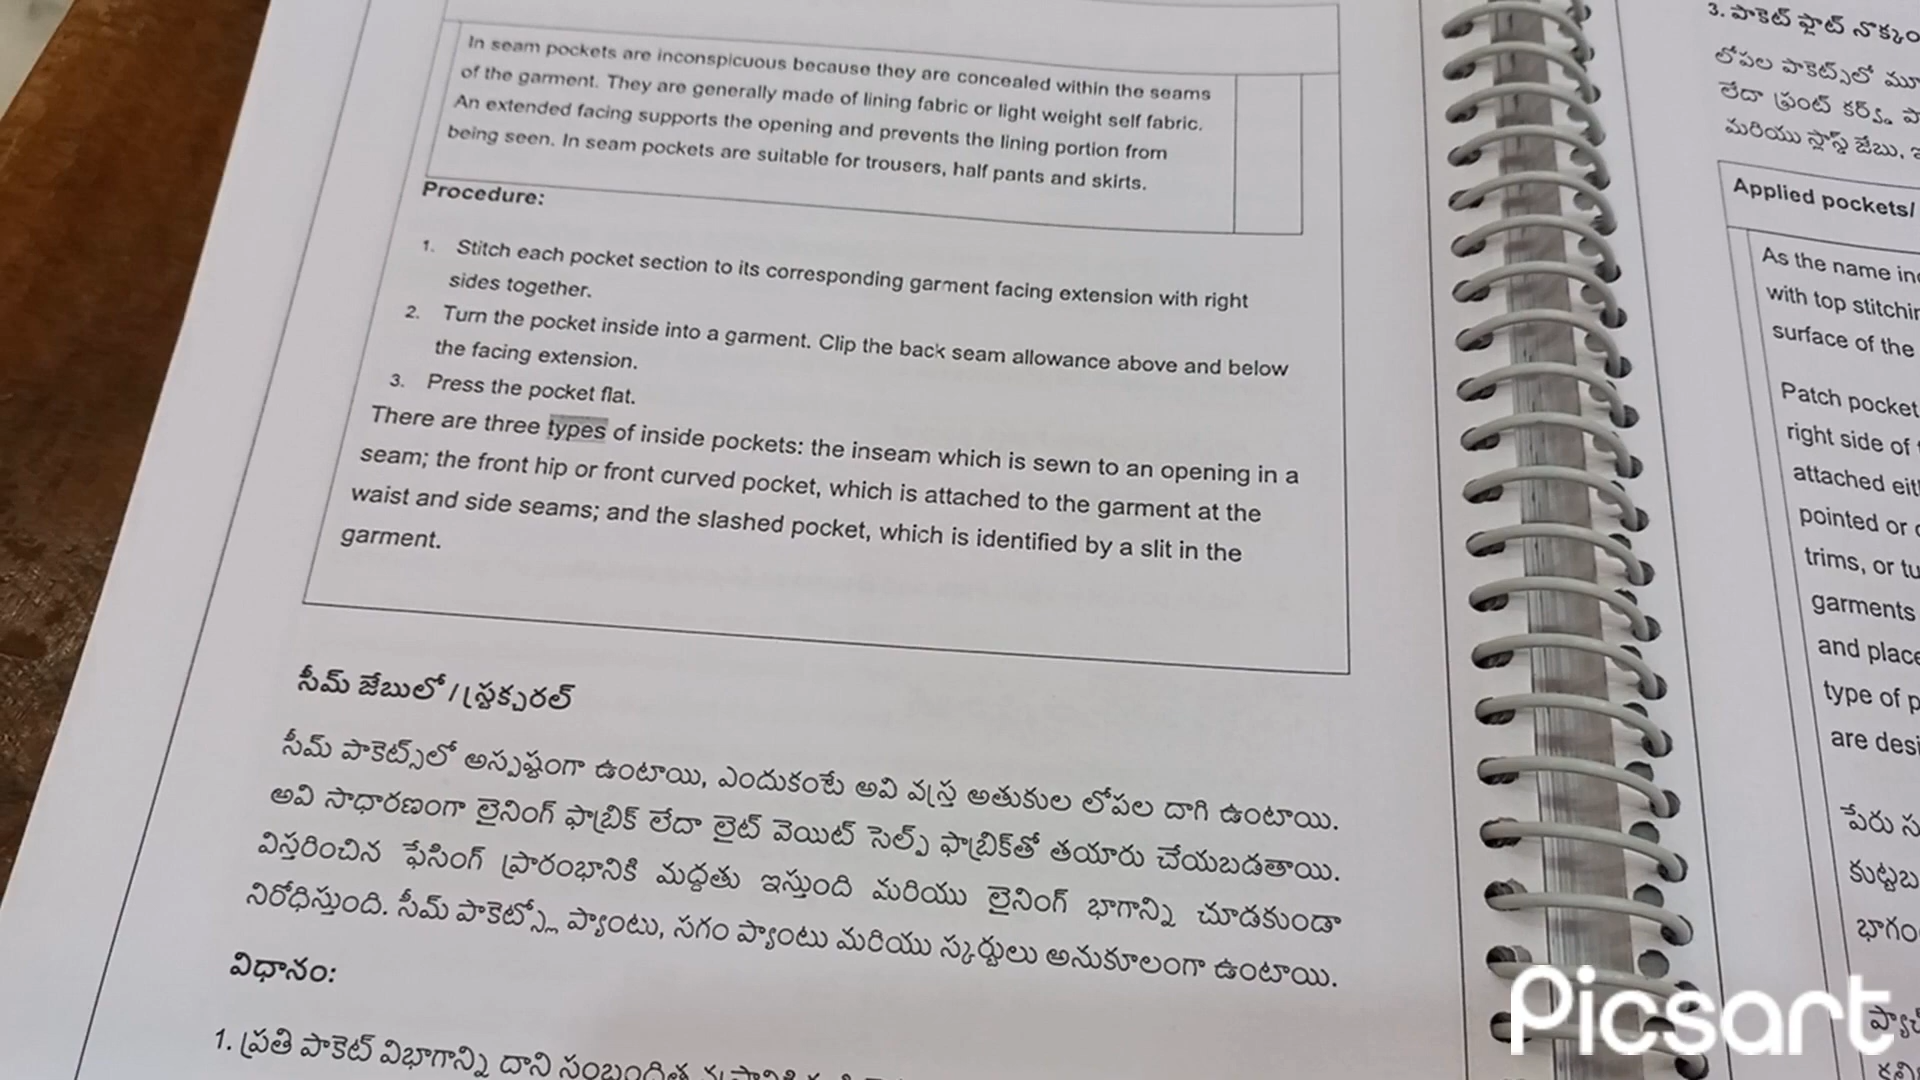 In seam pockets are inconspicuous because they are concealed within the seams
of the garment. They are generally made of lining fabric or light weight self fabric.
An extended facing supports the opening and prevents the lining portion from
being seen. In seam pockets are suitable for trousers, half pants and skirts.
Procedure:
1. Stitch each pocket section to its corresponding garment facing extension with right
sides together.
2. Turn the pocket inside into a garment. Clip the back seam allowance above and below
the facing extension.
3. Press the pocket flat.
There are three types of inside pockets: the inseam which is sewn to an opening in a
seam; the front hip or front curved pocket, which is attached to the garment at the
waist and side seams; and the slashed pocket, which is identified by a slit in the
garment.
సీమ్ జేబులో / స్ట్రక్చరల్
సీమ్ పాకెట్స్‌లో అస్పష్టంగా ఉంటాయి, ఎందుకంటే అవి వస్త్ర అతుకుల లోపల దాగి ఉంటాయి.
అవి సాధారణంగా లైనింగ్ ఫాబ్రిక్ లేదా లైట్ వెయిట్ సెల్ఫ్ ఫాబ్రిక్‌తో తయారు చేయబడతాయి.
విస్తరించిన ఫేసింగ్ ప్రారంభానికి మద్దతు ఇస్తుంది మరియు లైనింగ్ భాగాన్ని చూడకుండా
నిరోధిస్తుంది. సీమ్ పాకెట్స్లో ప్యాంటు, సగం ప్యాంటు మరియు స్కర్టులు అనుకూలంగా ఉంటాయి.
విధానం:
1. ప్రతి పాకెట్ విభాగాన్ని దాని సంబంధిత
3. పాకెట్ ఫ్లాట్ నొక్కం
లోపల పాకెట్స్‌లో మూ
లేదా ఫ్రంట్ కర్వ్డ్ పా
మరియు స్లాష్డ్ జేబు,
Applied pockets/
As the name
with top
surface of the
Patch pocket
right side of
attached
pointed or
trims, or
garments
and place
type of
are
పేరు
భాగం
Picsart